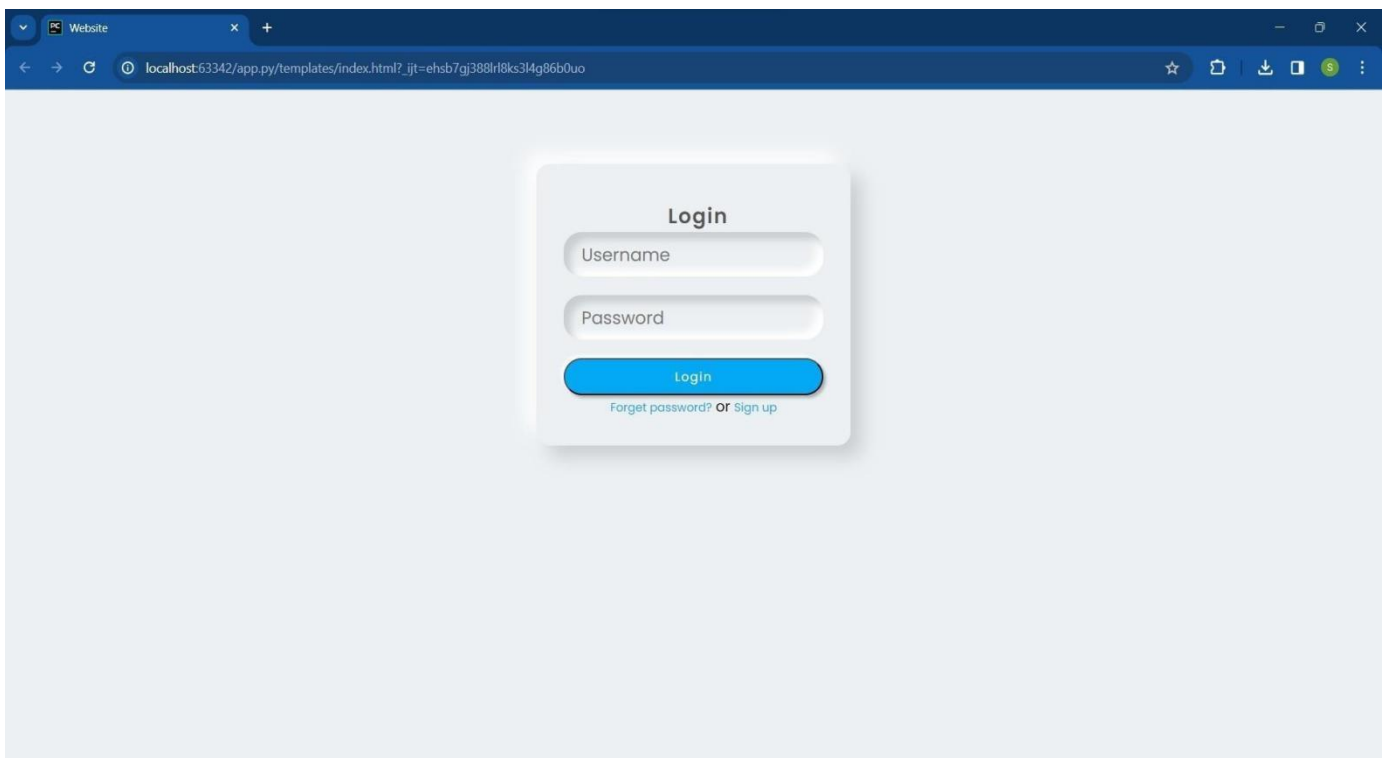 PC Website
localhost:63342/app.py/templates/index.html?_ijt=ehsb7gj388lrl8ks3l4g86b0uo
S
Login
Username
Password
Login
Forget password? or Sign up